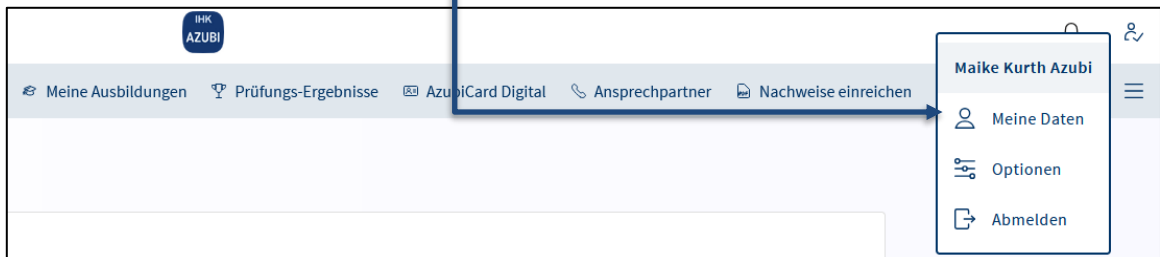 IHK
AZUBI
Meine Ausbildungen Prüfungs-Ergebnisse AzubiCard Digital Ansprechpartner Nachweise einreichen
Maike Kurth Azubi
Meine Daten
Optionen
Abmelden